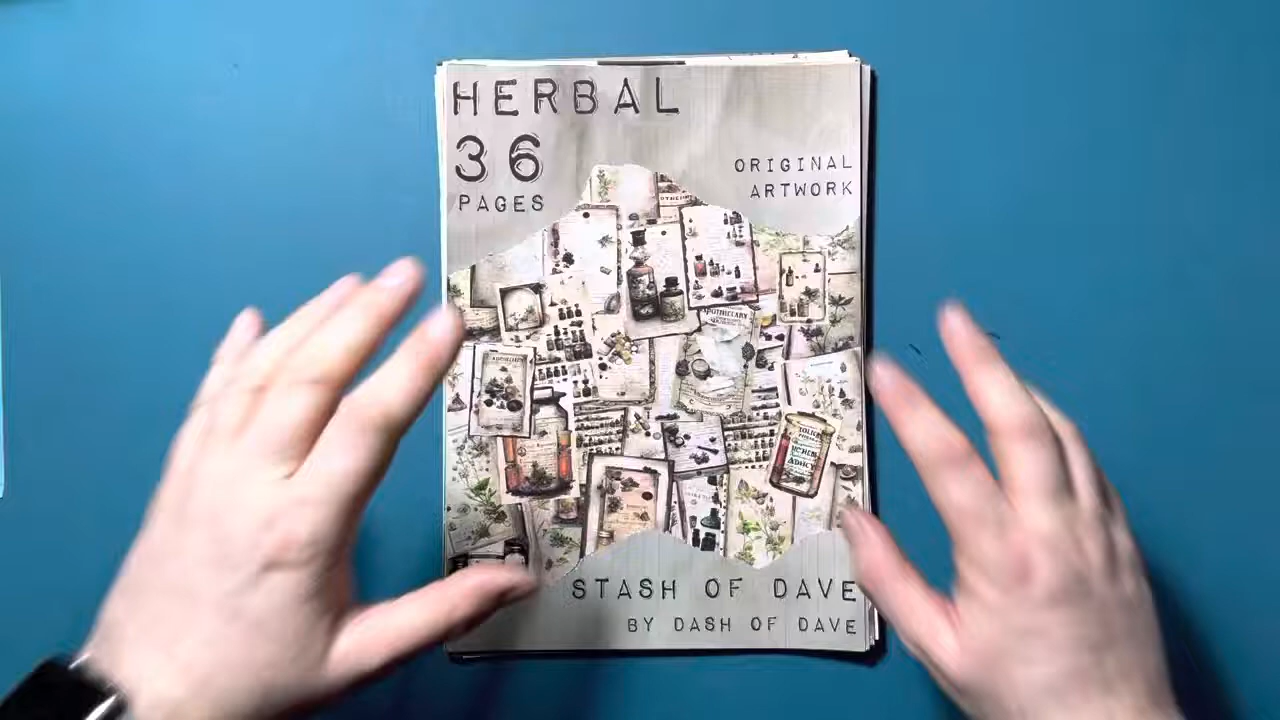 HERBAL
36
PAGES
ORIGINAL
ARTWORK
APOTHECARY
STASH OF DAVE
BY DASH OF DAVE